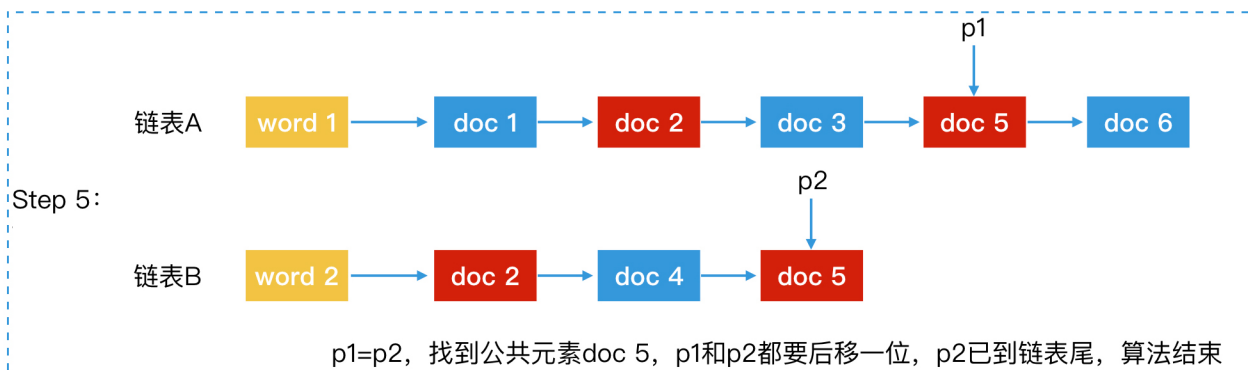 p1
链表A word 1 doc 1 doc 2 doc 3 doc 5 doc 6
p2
Step 5:
链表B word 2 doc 2 doc 4 doc 5
p1=p2，找到公共元素doc 5，p1和p2都要后移一位，p2已到链表尾，算法结束